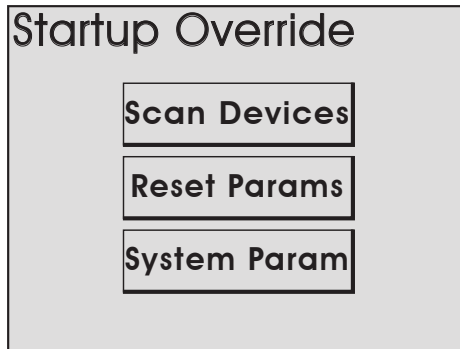 Startup Override
Scan Devices
Reset Params
System Param